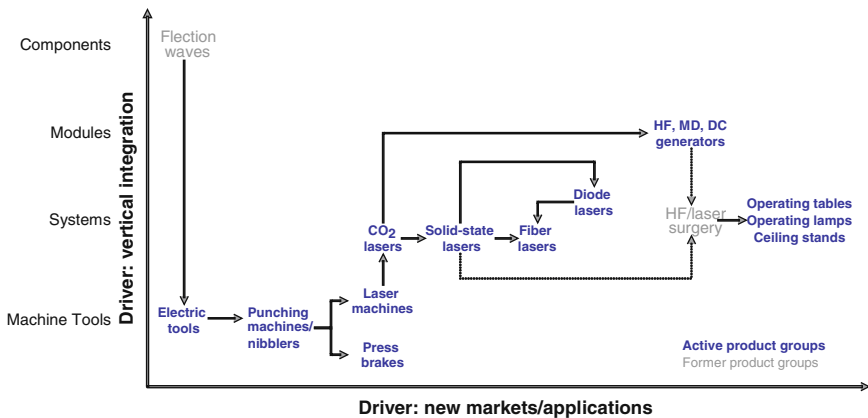 Components
Modules
Systems
Machine Tools
Driver: vertical integration
Flection
waves
HF, MD, DC
generators
Diode
lasers
CO2
lasers
Solid-state
lasers
Fiber
lasers
HF/laser
surgery
Operating tables
Operating lamps
Ceiling stands
Electric
tools
Punching
machines/
nibblers
Laser
machines
Press
brakes
Active product groups
Former product groups
Driver: new markets/applications